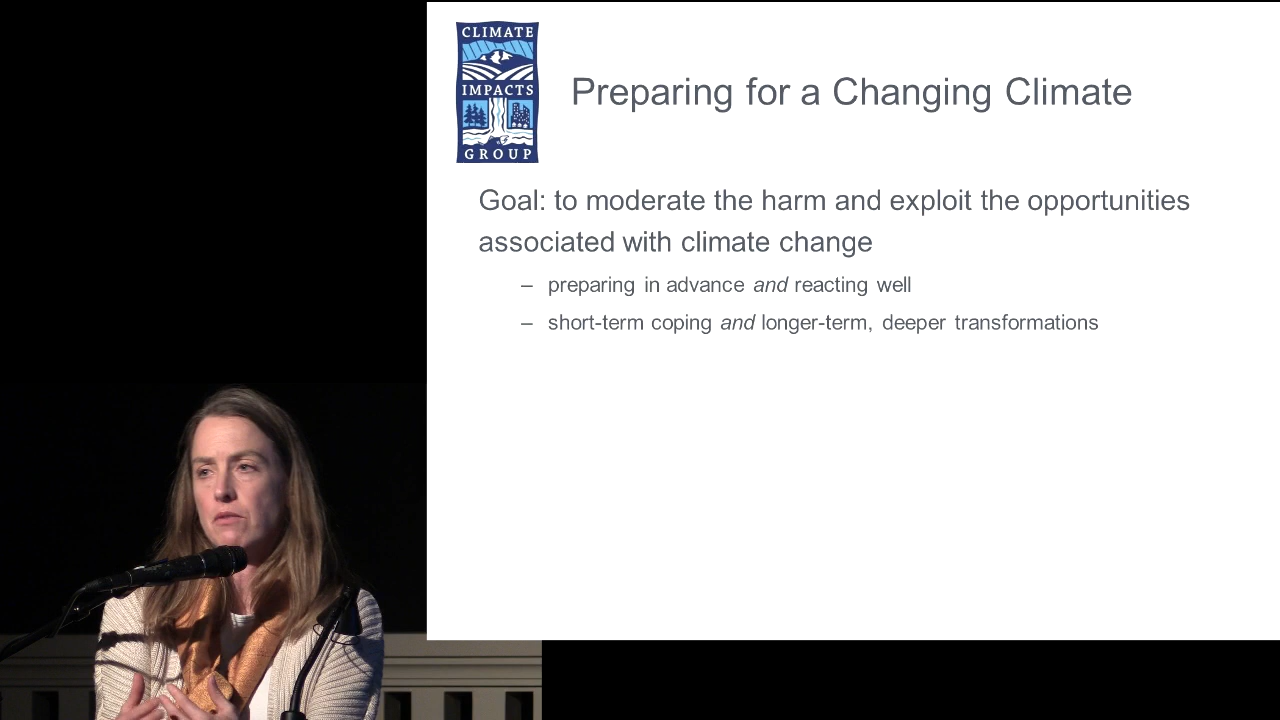 CLIMATE
IMPACTS
GROUP
Preparing for a Changing Climate
Goal: to moderate the harm and exploit the opportunities
associated with climate change
– preparing in advance and reacting well
– short-term coping and longer-term, deeper transformations